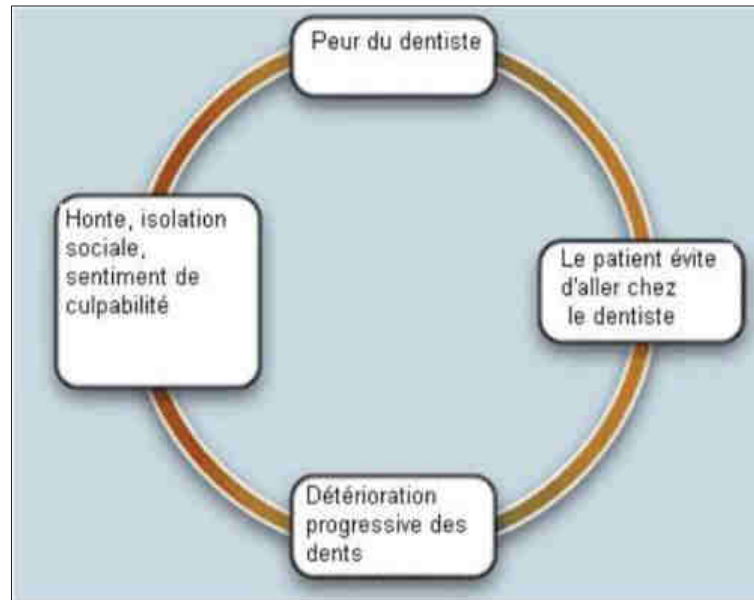 Peur du dentiste
Le patient évite
d'aller chez
le dentiste
Détérioration
progressive des
dents
Honte, isolation
sociale,
sentiment de
culpabilité